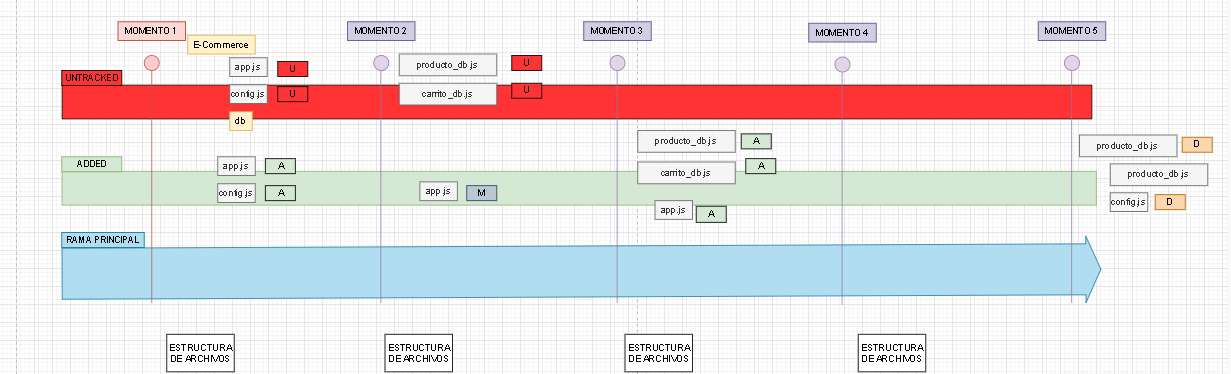 MOMENTO 1
MOMENTO 2
MOMENTO 3
MOMENTO 4
MOMENTO 5
E-Commerce
app.js
U
producto_db.js
U
UNTRACKED
config.js
U
carrito_db.js
U
db
producto_db.js
A
producto_db.js
D
ADDED
app.js
A
carrito_db.js
A
producto_db.js
config.js
A
app.js
M
app.js
A
config.js
D
RAMA PRINCIPAL
ESTRUCTURA
DE ARCHIVOS
ESTRUCTURA
DE ARCHIVOS
ESTRUCTURA
DE ARCHIVOS
ESTRUCTURA
DE ARCHIVOS